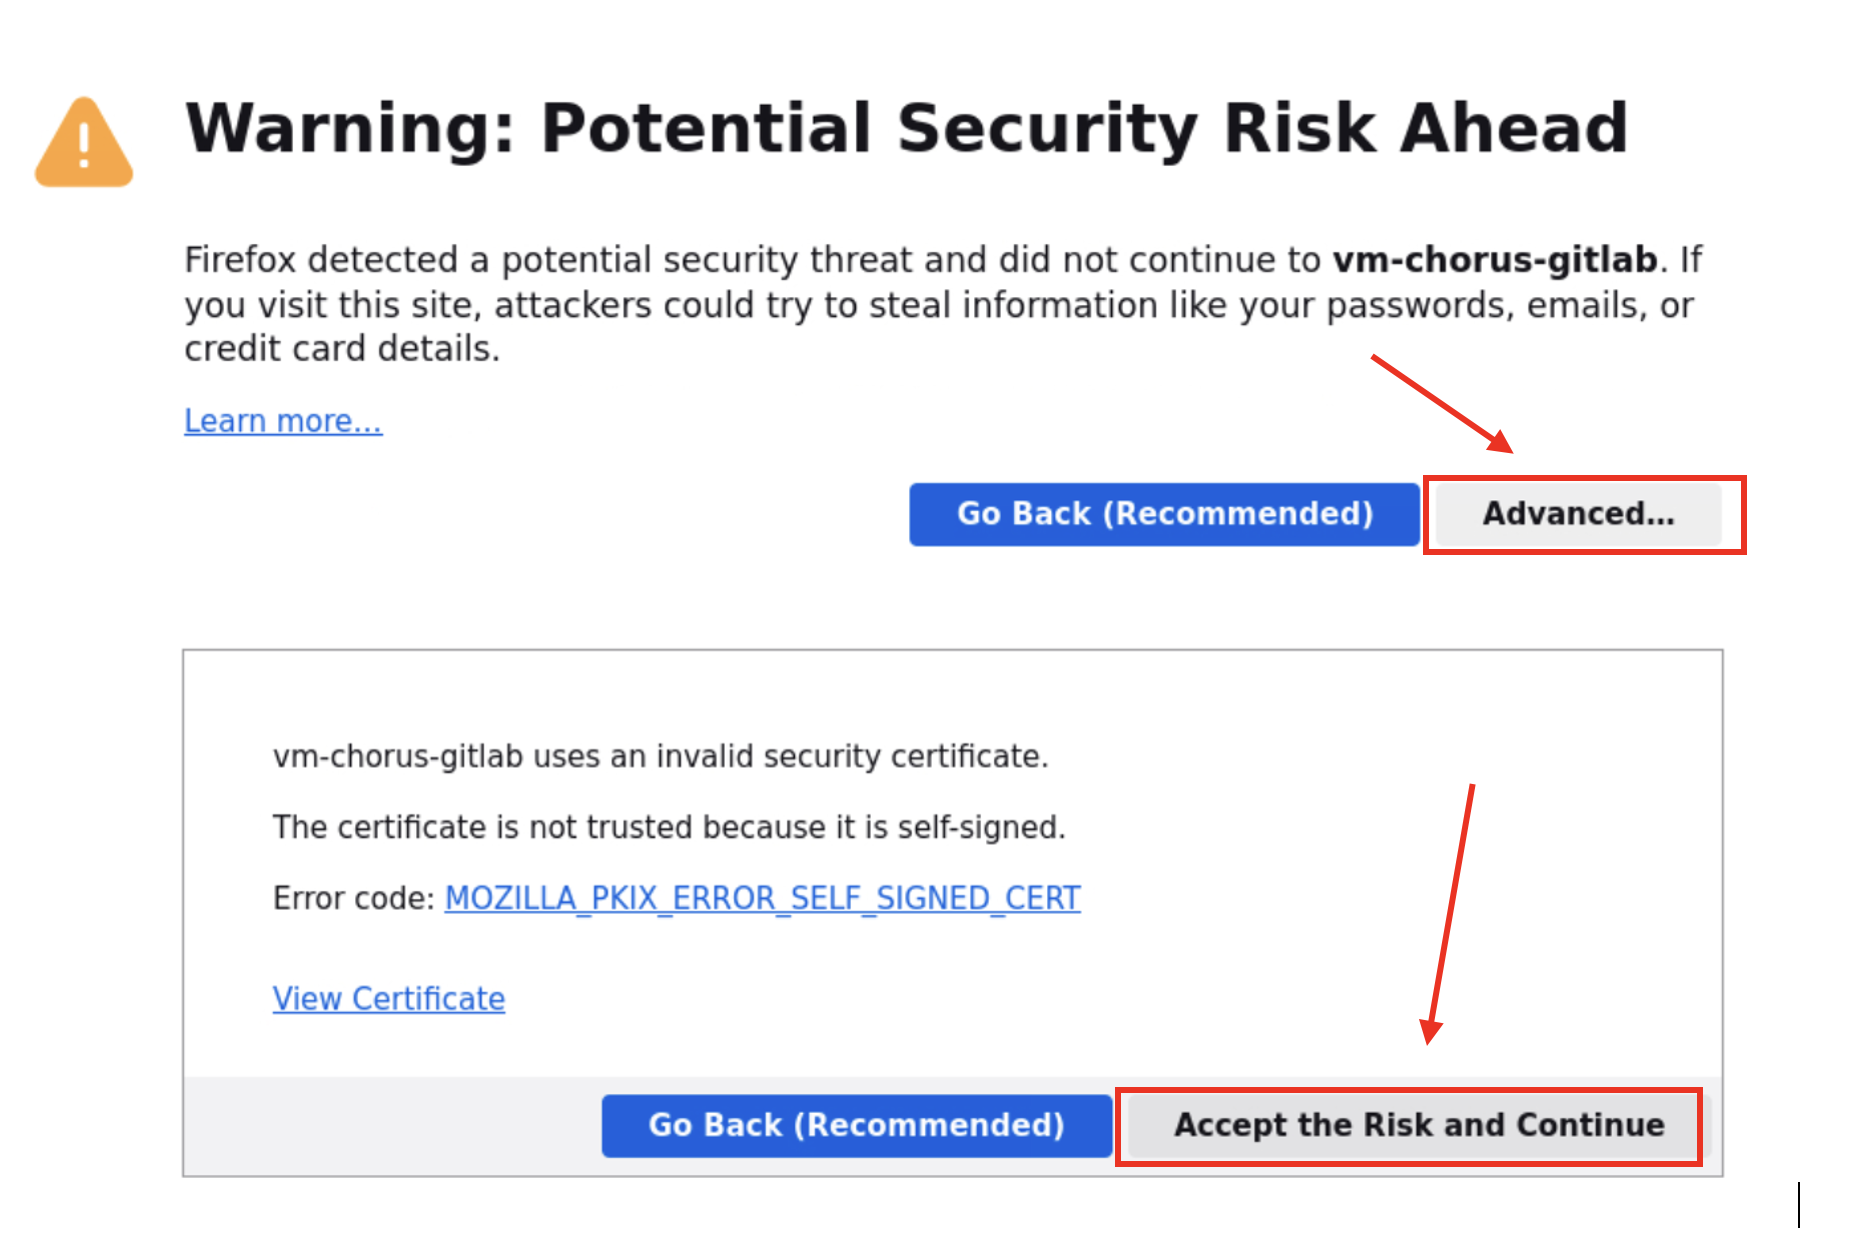 Warning: Potential Security Risk Ahead
Firefox detected a potential security threat and did not continue to vm-chorus-gitlab. If
you visit this site, attackers could try to steal information like your passwords, emails, or
credit card details.
Learn more...
Go Back (Recommended) Advanced...
vm-chorus-gitlab uses an invalid security certificate.
The certificate is not trusted because it is self-signed.
Error code: MOZILLA_PKIX_ERROR_SELF_SIGNED_CERT
View Certificate
Go Back (Recommended) Accept the Risk and Continue